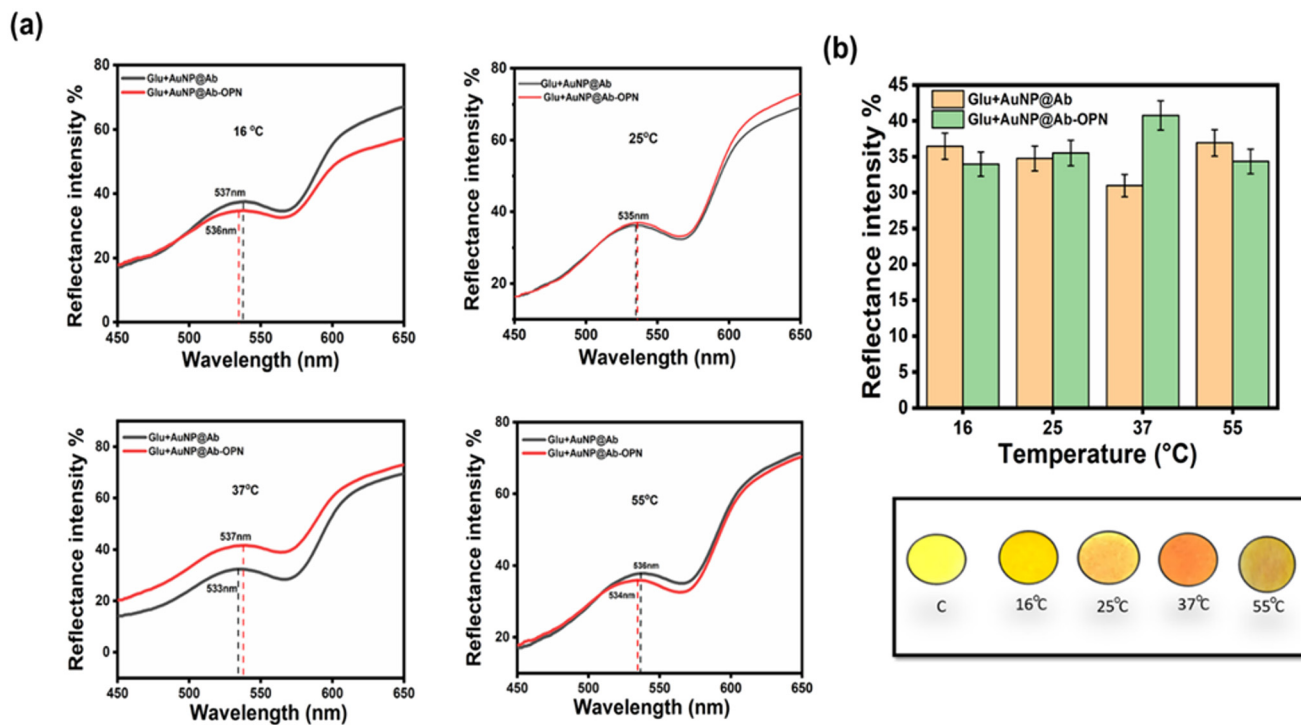 (a)
80
60
40
20
0
Reflectance intensity %
Glu+AuNP@Ab
Glu+AuNP@Ab-OPN
16 °C
537nm
536nm
450 500 550 600 650
Wavelength (nm)
100
80
60
40
20
Reflectance intensity %
Glu+AuNP@Ab
Glu+AuNP@Ab-OPN
25°C
535nm
450 500 550 600 650
Wavelength (nm)
80
60
40
20
0
Reflectance intensity %
Glu+AuNP@Ab
Glu+AuNP@Ab-OPN
37°C
537nm
533nm
450 500 550 600 650
Wavelength (nm)
80
60
40
20
Reflectance intensity %
Glu+AuNP@Ab
Glu+AuNP@Ab-OPN
55°C
536nm
534nm
450 500 550 600 650
Wavelength (nm)
(b)
45
40
35
30
25
20
15
10
5
0
Reflectance intensity %
Glu+AuNP@Ab
Glu+AuNP@Ab-OPN
16 25 37 55
Temperature (°C)
C 16°C 25°C 37°C 55°C